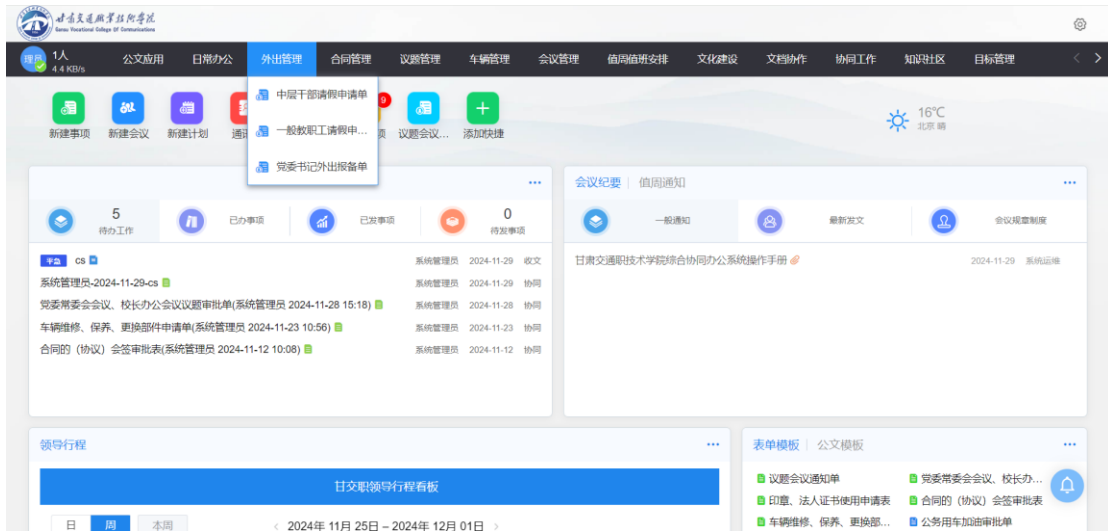 甘肃交通职业技术学院
Gansu Vocational College Of Communications
理员 1人
4.4 KB/s
公文应用 日常办公 外出管理 合同管理 议题管理 车辆管理 会议管理 值周值班安排 文化建设 文档协作 协同工作 知识社区 目标管理
中层干部请假申请单
一般教职工请假申...
党委书记外出报备单
9
新建事项 新建会议 新建计划 通讯 项 议题会议... 添加快捷
16℃
北京 晴
会议纪要 值周通知
5
待办工作
已办事项
已发事项
0
待发事项
一般通知 最新发文 会议规章制度
平急 cs 系统管理员 2024-11-29 收文
系统管理员-2024-11-29-cs 系统管理员 2024-11-29 协同
党委常委会会议、校长办公会议议题审批单(系统管理员 2024-11-28 15:18) 系统管理员 2024-11-28 协同
车辆维修、保养、更换部件申请单(系统管理员 2024-11-23 10:56) 系统管理员 2024-11-23 协同
合同的（协议）会签审批表(系统管理员 2024-11-12 10:08) 系统管理员 2024-11-12 协同
甘肃交通职业技术学院综合协同办公系统操作手册 2024-11-29 系统运维
领导行程
甘交职领导行程看板
日 周 本周
2024年 11月 25日 – 2024年 12月 01日
表单模板 公文模板
议题会议通知单 党委常委会会议、校长办...
印章、法人证书使用申请表 合同的（协议）会签审批表
车辆维修、保养、更换部... 公务用车加油审批单